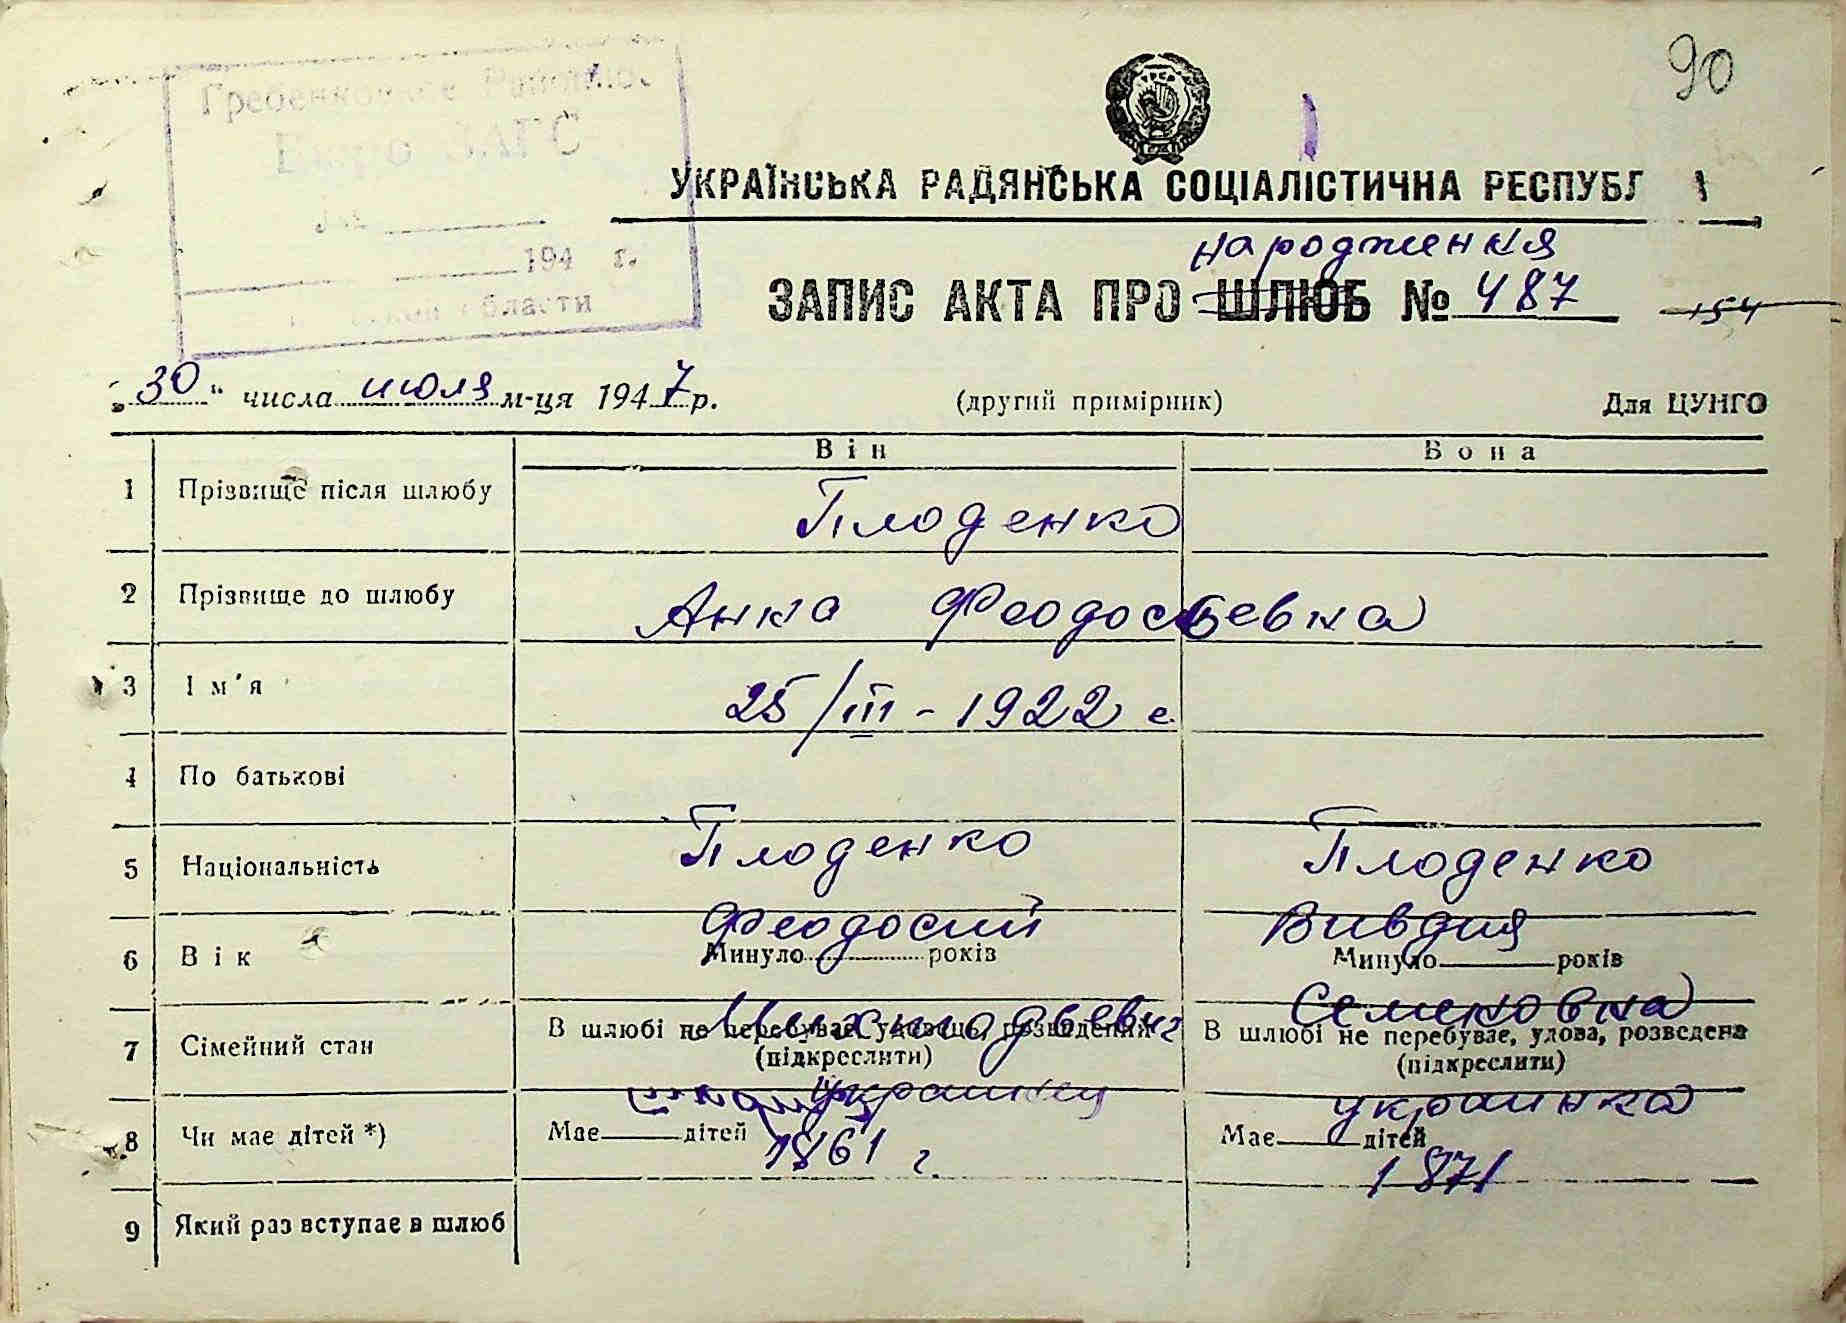 90
Гребенковское Районное
Бюро ЗАГС
№
194 г.
области
УКРАЇНСЬКА РАДЯНСЬКА СОЦІАЛІСТИЧНА РЕСПУБЛ
народження
ЗАПИС АКТА ПРО ШЛЮБ № 487 154
„30" числа июля м-ця 1947 р. (другий примірник) Для ЦУНГО
Він Вона
1 Прізвище після шлюбу Плоденко
2 Прізвище до шлюбу Анна Феодосьевна
3 Ім'я 25/III - 1922 г.
4 По батькові
5 Національність Плоденко Плоденко
Феодосий Вивдия
6 Вік Минуло років Минуло років
Семеновна
7 Сімейний стан В шлюбі не перебуває, удівець, розведений В шлюбі не перебуває, удова, розведена
(підкреслити) (підкреслити)
украинец украинка
8 Чи має дітей *) Має дітей Має дітей
1861 г. 1871
9 Який раз вступає в шлюб